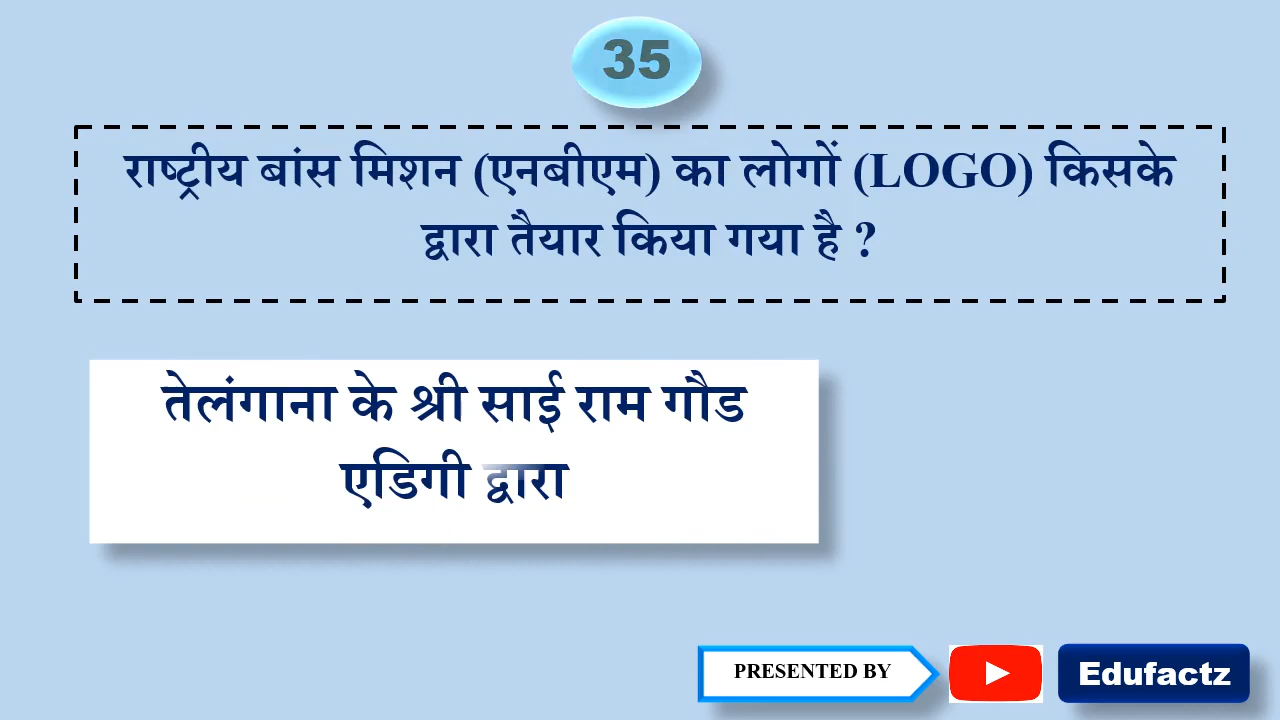 35
राष्ट्रीय बांस मिशन (एनबीएम) का लोगों (LOGO) किसके
द्वारा तैयार किया गया है ?
तेलंगाना के श्री साई राम गौड
एडिगी द्वारा
PRESENTED BY
Edufactz